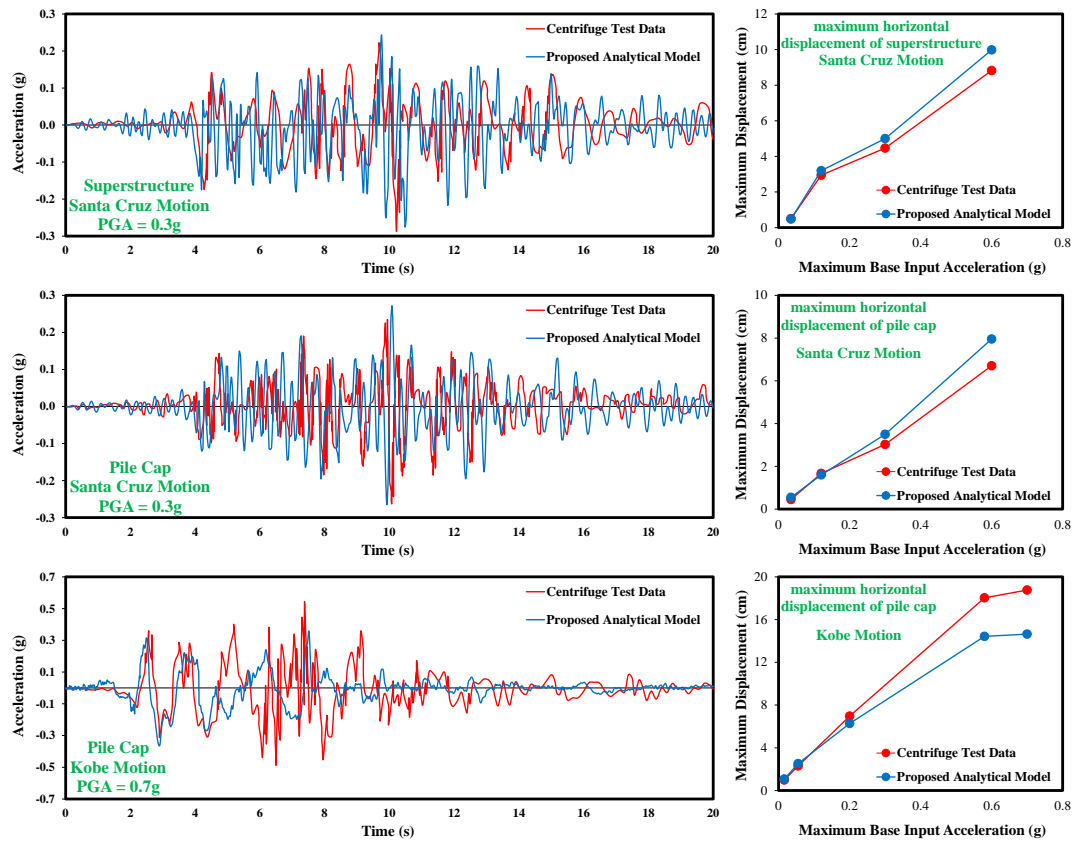 0.3
0.2
0.1
0.0
-0.1
-0.2
-0.3
Acceleration (g)
Centrifuge Test Data
Proposed Analytical Model
Superstructure
Santa Cruz Motion
PGA = 0.3g
0 2 4 6 8 10 12 14 16 18 20
Time (s)
12
10
8
6
4
2
0
Maximum Displacement (cm)
maximum horizontal
displacement of superstructure
Santa Cruz Motion
Centrifuge Test Data
Proposed Analytical Model
0 0.2 0.4 0.6 0.8
Maximum Base Input Acceleration (g)
0.3
0.2
0.1
0.0
-0.1
-0.2
-0.3
Acceleration (g)
Centrifuge Test Data
Proposed Analytical Model
Pile Cap
Santa Cruz Motion
PGA = 0.3g
0 2 4 6 8 10 12 14 16 18 20
Time (s)
10
8
6
4
2
0
Maximum Displacement (cm)
maximum horizontal
displacement of pile cap
Santa Cruz Motion
Centrifuge Test Data
Proposed Analytical Model
0 0.2 0.4 0.6 0.8
Maximum Base Input Acceleration (g)
0.7
0.5
0.3
0.1
-0.1
-0.3
-0.5
-0.7
Acceleration (g)
Centrifuge Test Data
Proposed Analytical Model
Pile Cap
Kobe Motion
PGA = 0.7g
0 2 4 6 8 10 12 14 16 18 20
Time (s)
20
16
12
8
4
0
Maximum Displacement (cm)
maximum horizontal
displacement of pile cap
Kobe Motion
Centrifuge Test Data
Proposed Analytical Model
0 0.2 0.4 0.6 0.8
Maximum Base Input Acceleration (g)